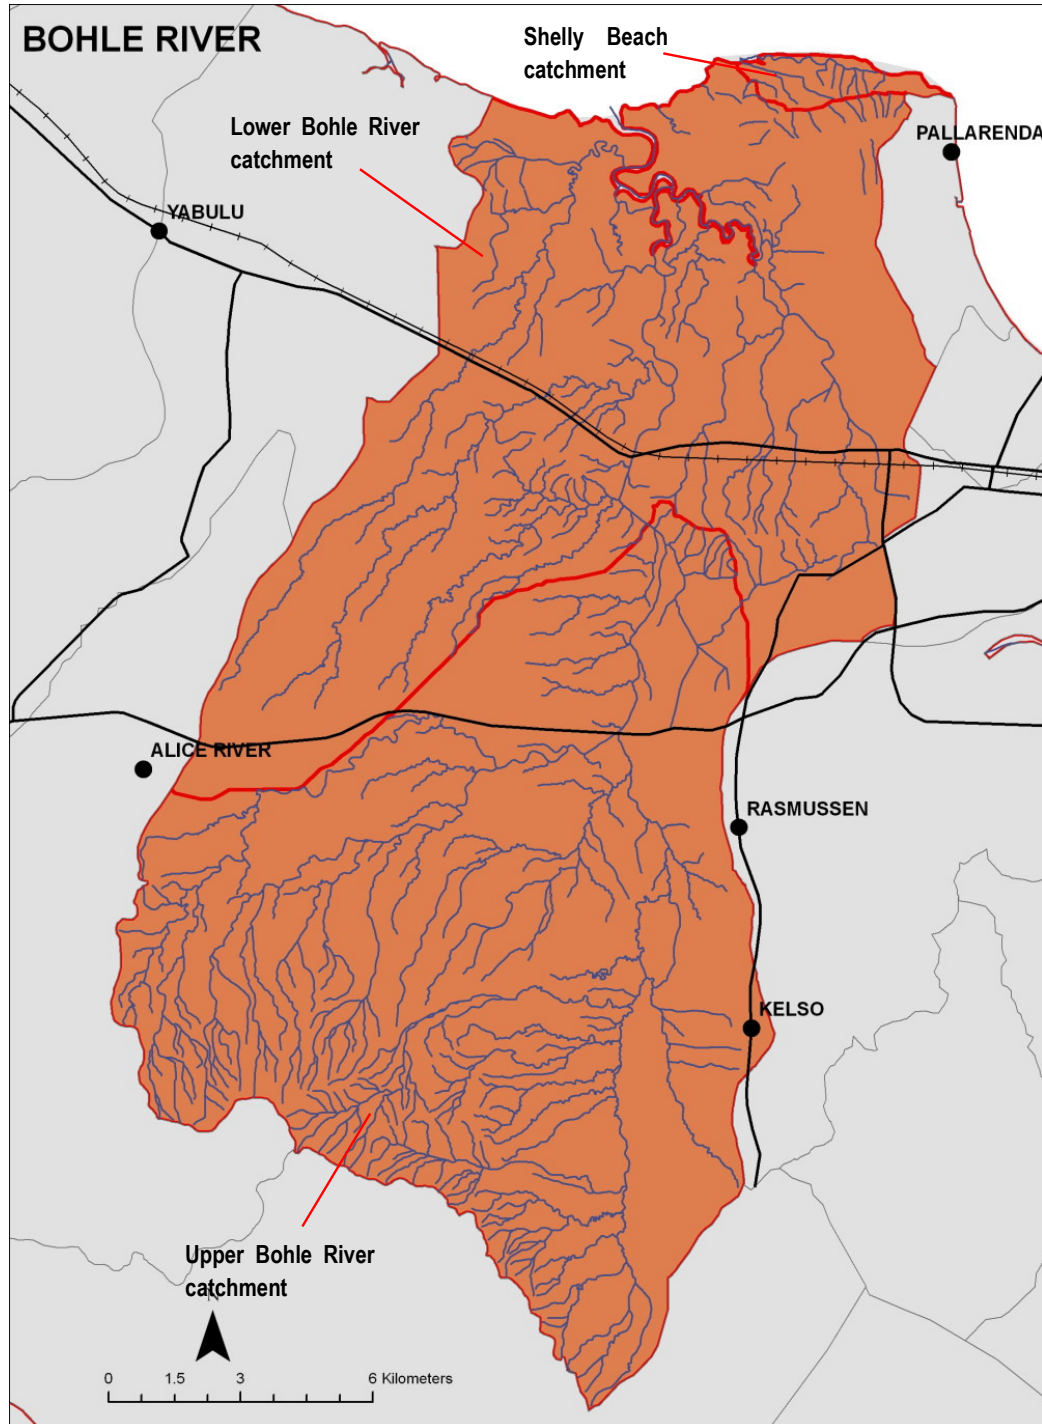 BOHLE RIVER
Shelly Beach
catchment
Lower Bohle River
catchment
PALLARENDA
YABULU
ALICE RIVER
RASMUSSEN
KELSO
Upper Bohle River
catchment
N
0 1.5 3 6 Kilometers